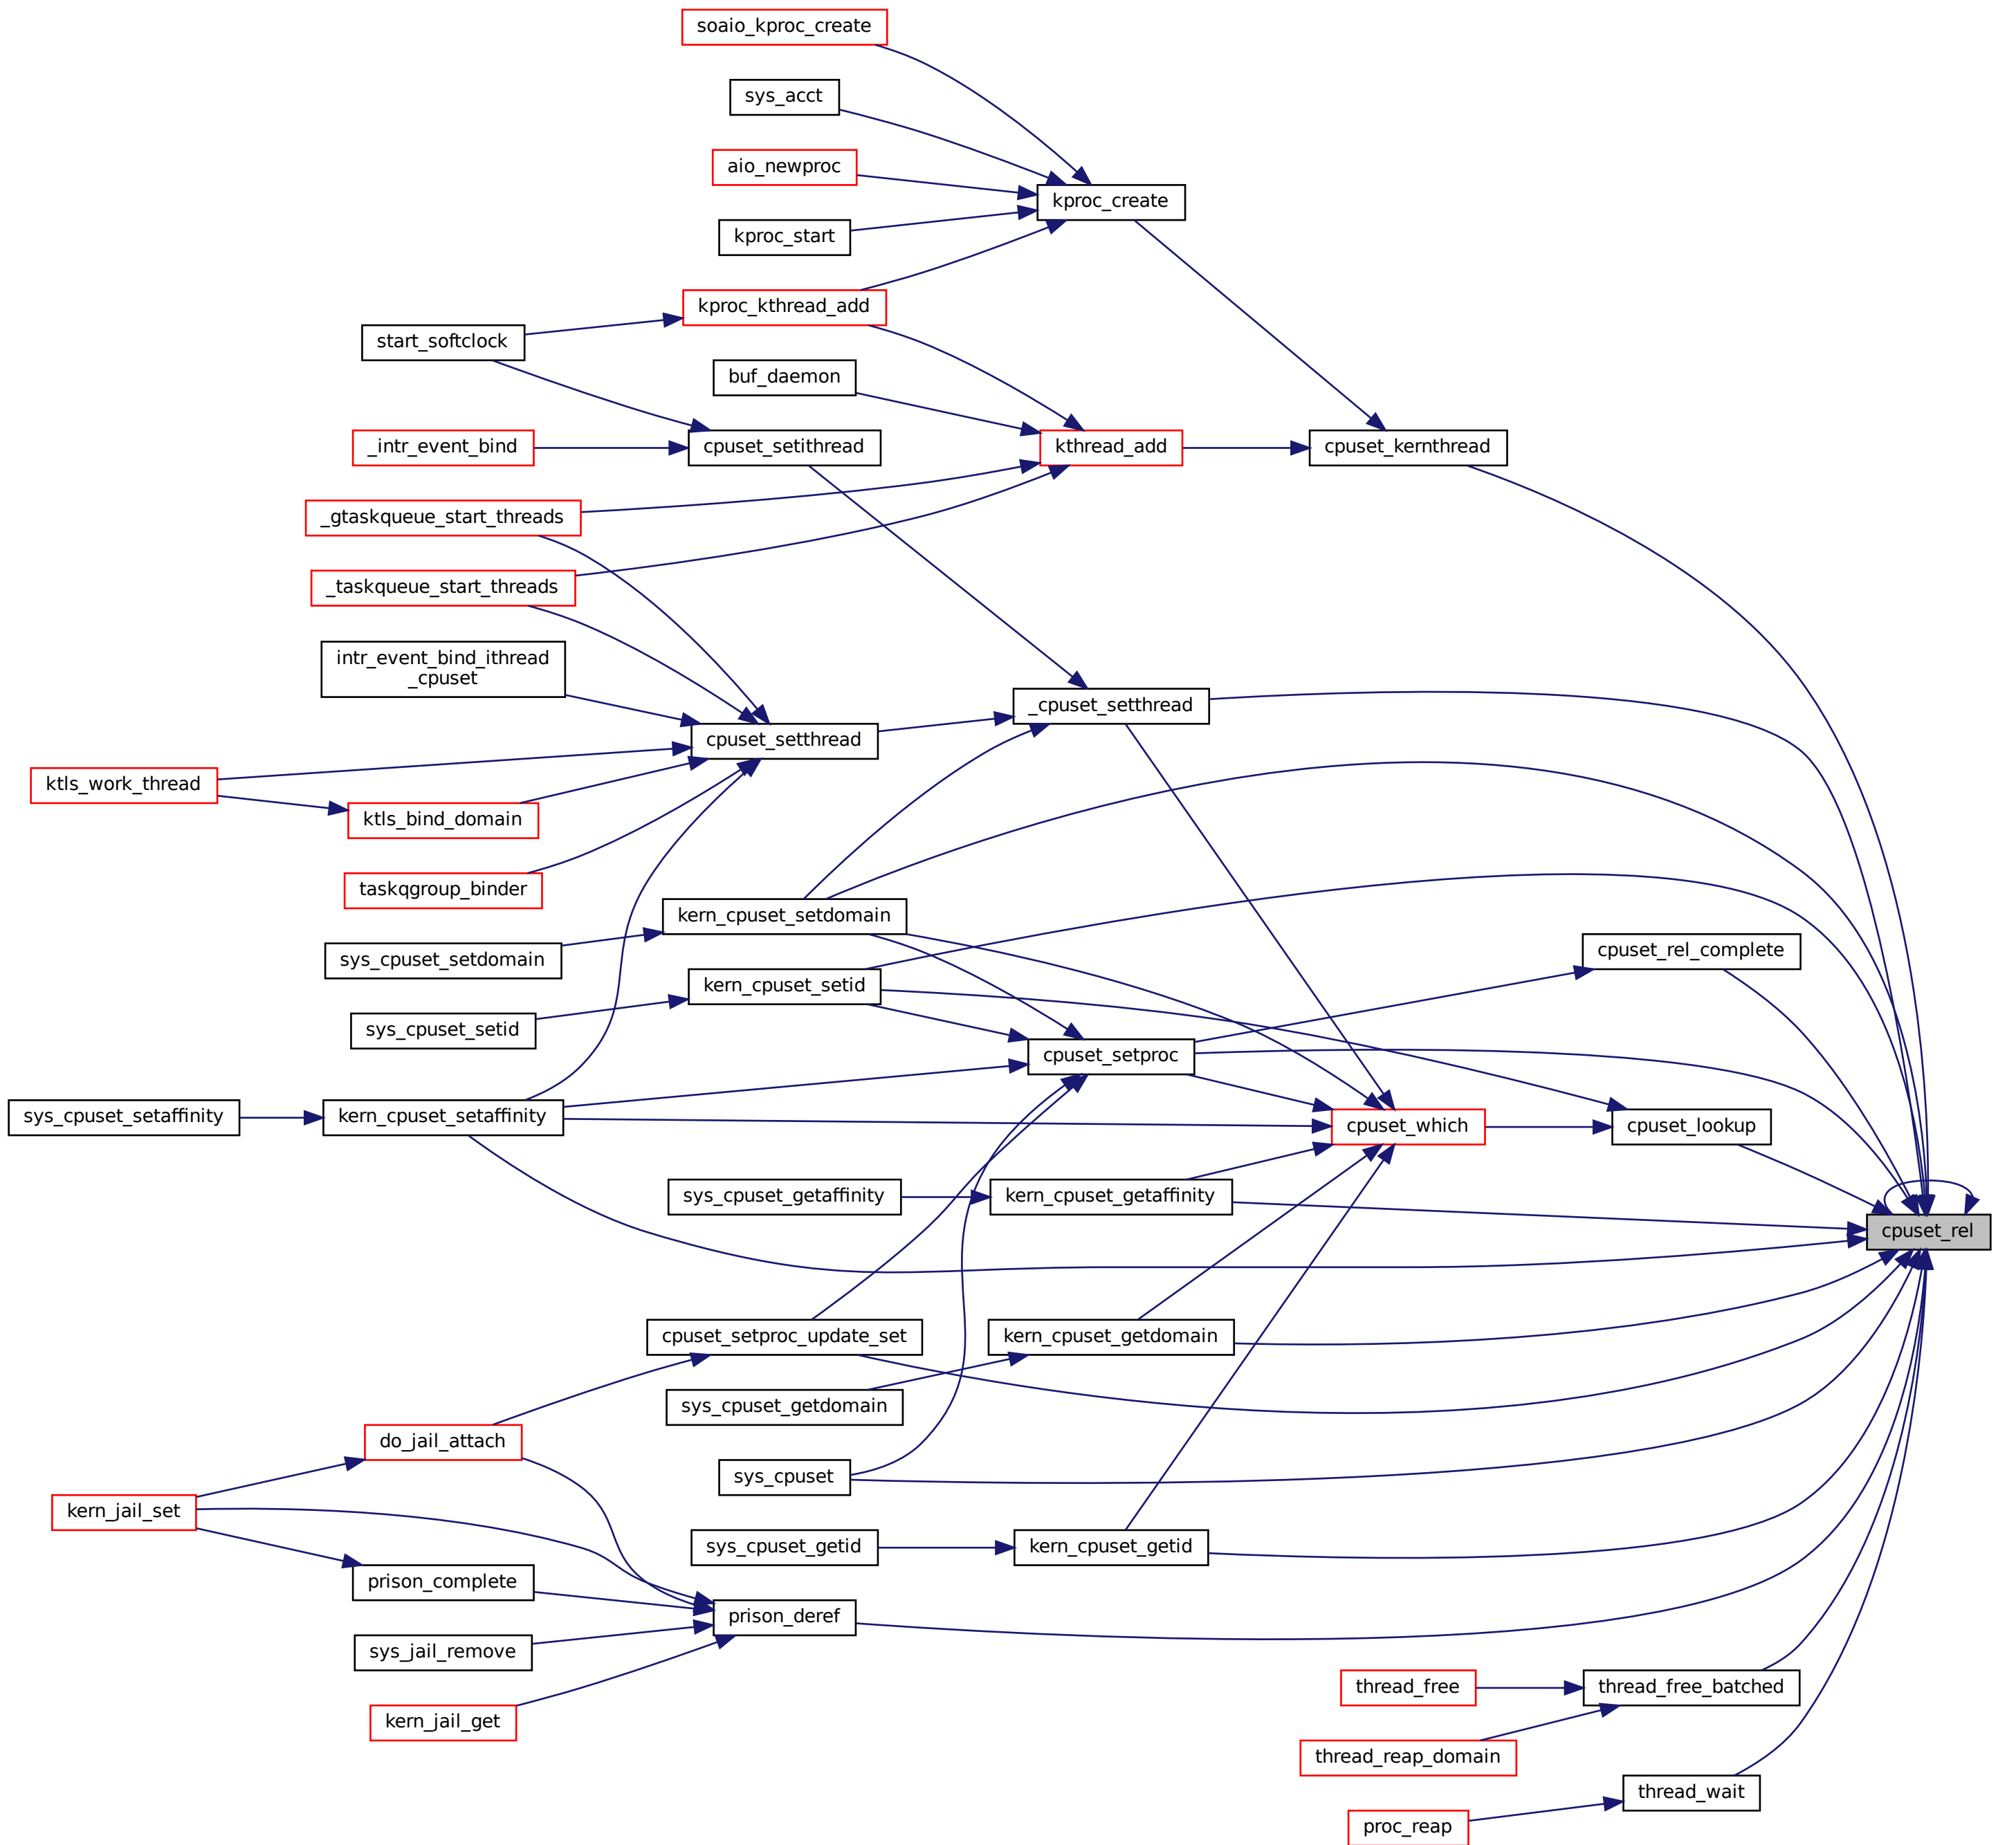 soaio_kproc_create
sys_acct
aio_newproc
kproc_create
kproc_start
kproc_kthread_add
start_softclock
buf_daemon
_intr_event_bind
cpuset_setithread
kthread_add
cpuset_kernthread
_gtaskqueue_start_threads
_taskqueue_start_threads
intr_event_bind_ithread
_cpuset
_cpuset_setthread
cpuset_setthread
ktls_work_thread
ktls_bind_domain
taskqgroup_binder
kern_cpuset_setdomain
sys_cpuset_setdomain
cpuset_rel_complete
kern_cpuset_setid
sys_cpuset_setid
cpuset_setproc
sys_cpuset_setaffinity
kern_cpuset_setaffinity
cpuset_which
cpuset_lookup
sys_cpuset_getaffinity
kern_cpuset_getaffinity
cpuset_rel
cpuset_setproc_update_set
kern_cpuset_getdomain
sys_cpuset_getdomain
do_jail_attach
sys_cpuset
kern_jail_set
sys_cpuset_getid
kern_cpuset_getid
prison_complete
prison_deref
sys_jail_remove
thread_free
thread_free_batched
kern_jail_get
thread_reap_domain
thread_wait
proc_reap